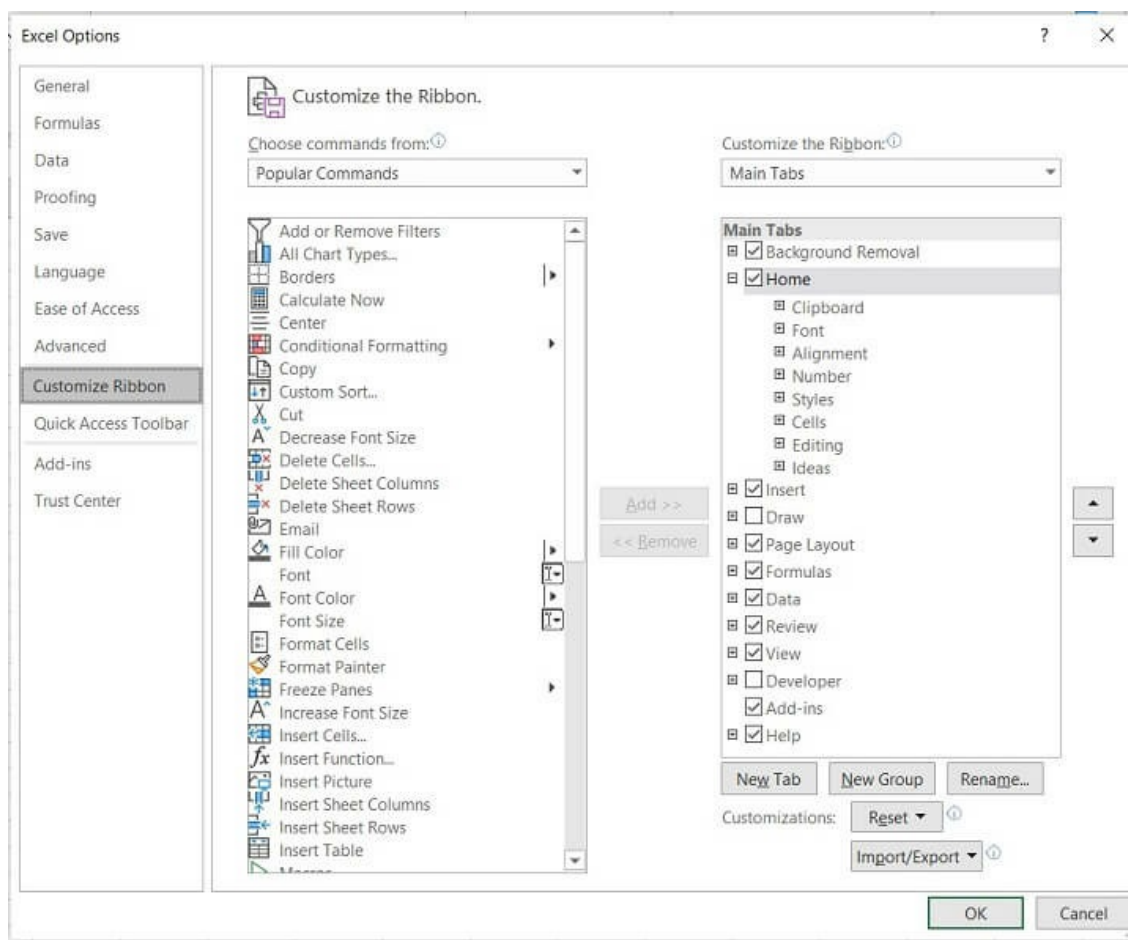 Excel Options
?
General
Formulas
Data
Proofing
Save
Language
Ease of Access
Advanced
Customize Ribbon
Quick Access Toolbar
Add-ins
Trust Center
Customize the Ribbon.
Choose commands from:
Popular Commands
Add or Remove Filters
All Chart Types...
Borders
Calculate Now
Center
Conditional Formatting
Copy
Custom Sort...
Cut
Decrease Font Size
Delete Cells...
Delete Sheet Columns
Delete Sheet Rows
Email
Fill Color
Font
Font Color
Font Size
Format Cells
Format Painter
Freeze Panes
Increase Font Size
Insert Cells...
Insert Function...
Insert Picture
Insert Sheet Columns
Insert Sheet Rows
Insert Table
Macros
Add >>
<< Remove
Customize the Ribbon:
Main Tabs
Main Tabs
Background Removal
Home
Clipboard
Font
Alignment
Number
Styles
Cells
Editing
Ideas
Insert
Draw
Page Layout
Formulas
Data
Review
View
Developer
Add-ins
Help
New Tab
New Group
Rename...
Customizations:
Reset
Import/Export
OK
Cancel